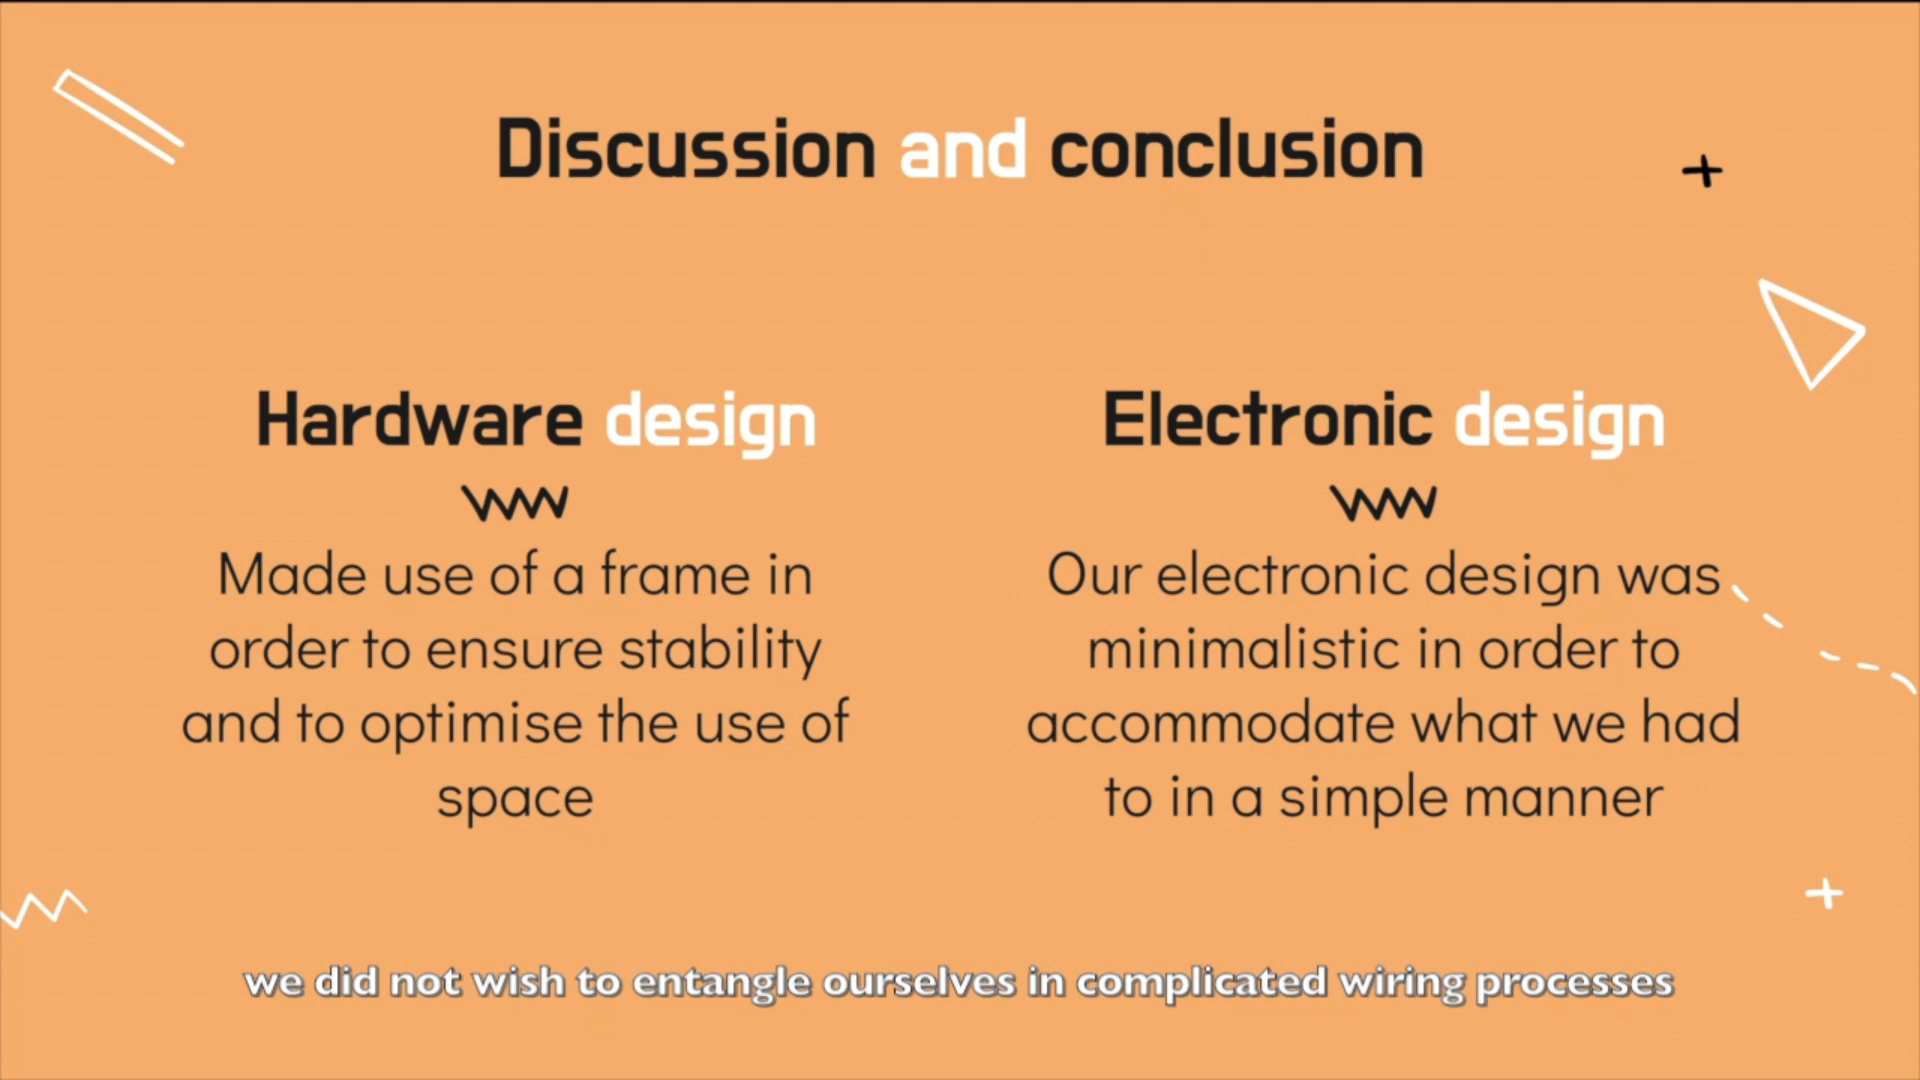 Discussion and conclusion
Hardware design
Made use of a frame in
order to ensure stability
and to optimise the use of
space
Electronic design
Our electronic design was
minimalistic in order to
accommodate what we had
to in a simple manner
we did not wish to entangle ourselves in complicated wiring processes